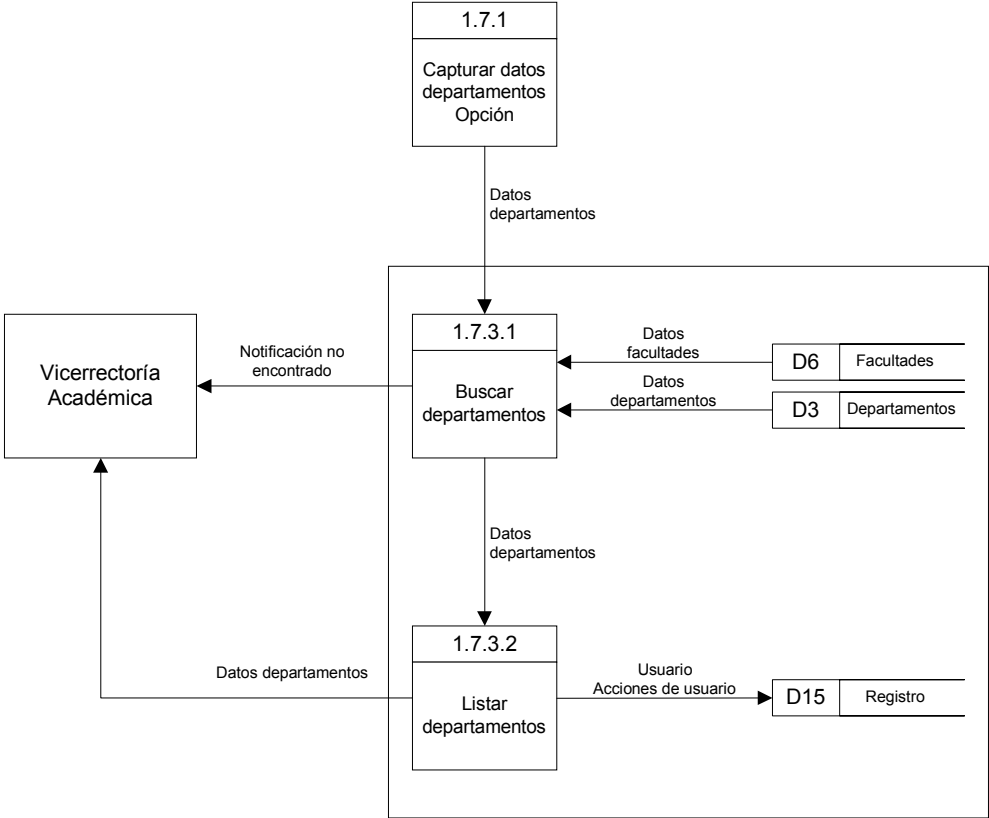 1.7.1
Capturar datos
departamentos
Opción
Datos
departamentos
1.7.3.1
Buscar
departamentos
Vicerrectoría
Académica
Notificación no
encontrado
Datos
facultades
D6
Facultades
Datos
departamentos
D3
Departamentos
Datos
departamentos
1.7.3.2
Listar
departamentos
Datos departamentos
Usuario
Acciones de usuario
D15
Registro